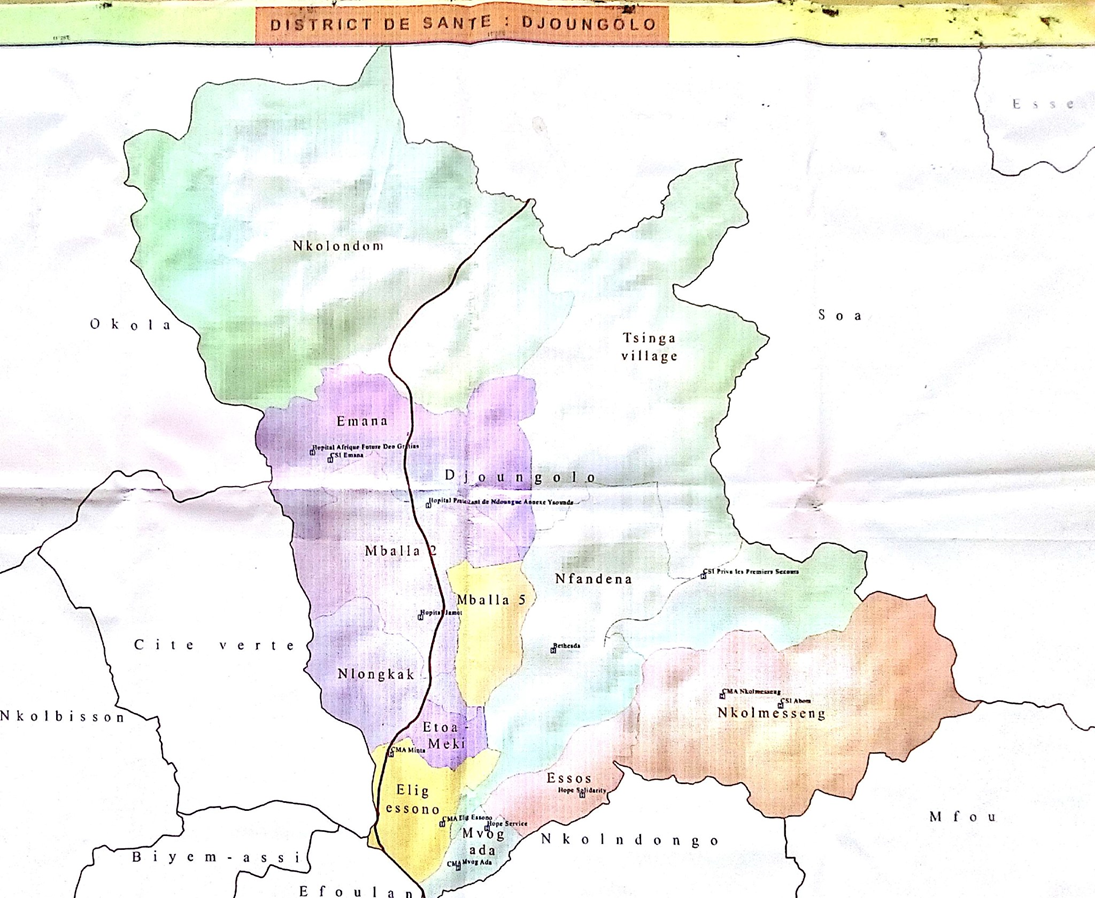 DISTRICT DE SANTE : DJOUNGOLO
Esse
Nkolondom
Okola
Soa
Tsinga
village
Emana
Hopital Afrique Future Deo Gratias
CSI Emana
Djoungolo
Hopital Protestant de Ndoungue Annexe Yaounde
Mballa 2
CSI Prive les Premiers Secours
Nfandena
Mballa 5
Hopital Jamot
Cite verte
Bethesda
Nlongkak
CMA Nkolmesseng
CSI Abom
Nkolmesseng
Nkolbisson
Etoa -
Meki
CMA Minta
Essos
Hope Solidarity
Elig
essono
CMA Elig Essono
Hope Service
Mvog
ada
CMA Mvog Ada
Nkolndongo
Mfou
Biyem-assi
Efoulan